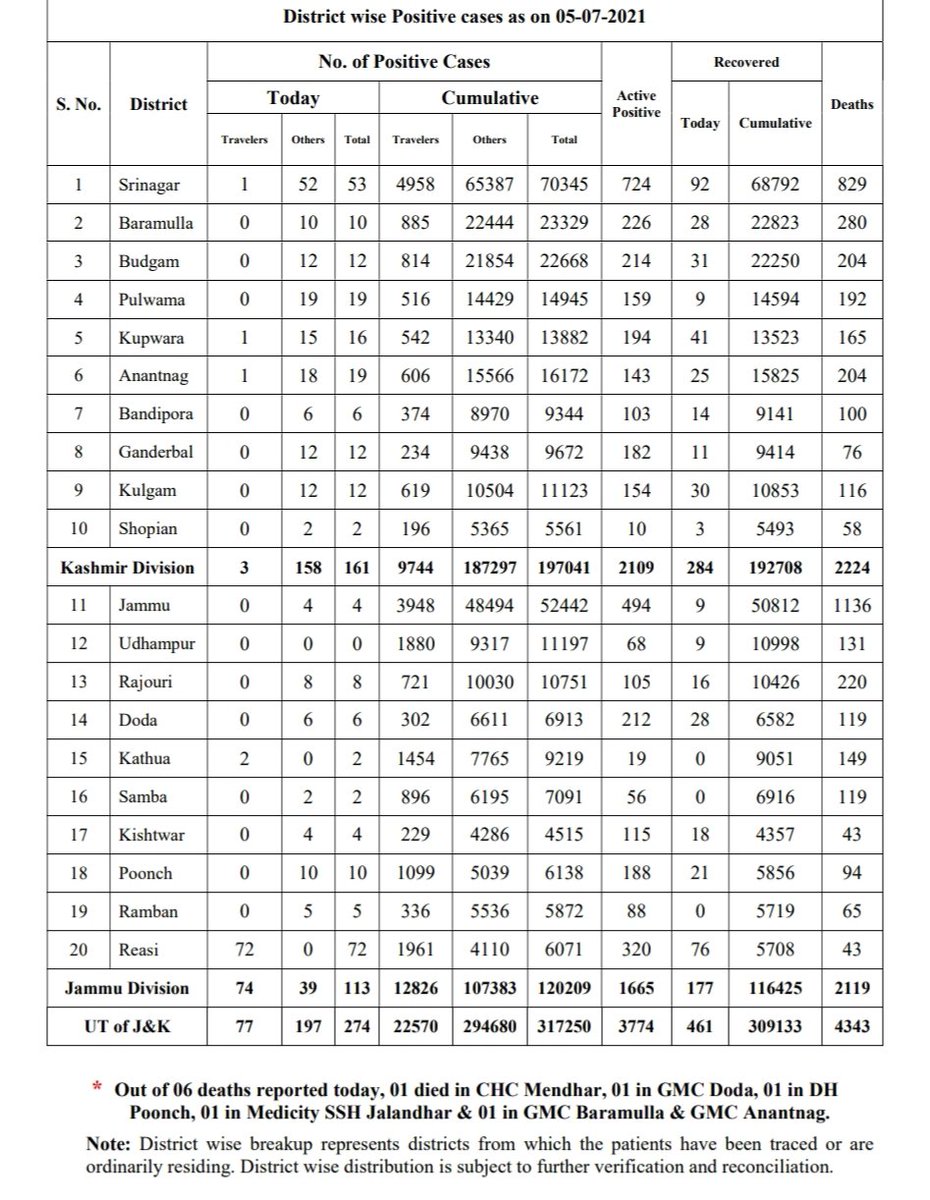 District wise Positive cases as on 05-07-2021
S. No. District No. of Positive Cases Active Positive Recovered Deaths
Today Cumulative Today Cumulative
Travelers Others Total Travelers Others Total
1 Srinagar 1 52 53 4958 65387 70345 724 92 68792 829
2 Baramulla 0 10 10 885 22444 23329 226 28 22823 280
3 Budgam 0 12 12 814 21854 22668 214 31 22250 204
4 Pulwama 0 19 19 516 14429 14945 159 9 14594 192
5 Kupwara 1 15 16 542 13340 13882 194 41 13523 165
6 Anantnag 1 18 19 606 15566 16172 143 25 15825 204
7 Bandipora 0 6 6 374 8970 9344 103 14 9141 100
8 Ganderbal 0 12 12 234 9438 9672 182 11 9414 76
9 Kulgam 0 12 12 619 10504 11123 154 30 10853 116
10 Shopian 0 2 2 196 5365 5561 10 3 5493 58
Kashmir Division 3 158 161 9744 187297 197041 2109 284 192708 2224
11 Jammu 0 4 4 3948 48494 52442 494 9 50812 1136
12 Udhampur 0 0 0 1880 9317 11197 68 9 10998 131
13 Rajouri 0 8 8 721 10030 10751 105 16 10426 220
14 Doda 0 6 6 302 6611 6913 212 28 6582 119
15 Kathua 2 0 2 1454 7765 9219 19 0 9051 149
16 Samba 0 2 2 896 6195 7091 56 0 6916 119
17 Kishtwar 0 4 4 229 4286 4515 115 18 4357 43
18 Poonch 0 10 10 1099 5039 6138 188 21 5856 94
19 Ramban 0 5 5 336 5536 5872 88 0 5719 65
20 Reasi 72 0 72 1961 4110 6071 320 76 5708 43
Jammu Division 74 39 113 12826 107383 120209 1665 177 116425 2119
UT of J&K 77 197 274 22570 294680 317250 3774 461 309133 4343
* Out of 06 deaths reported today, 01 died in CHC Mendhar, 01 in GMC Doda, 01 in DH
Poonch, 01 in Medicity SSH Jalandhar & 01 in GMC Baramulla & GMC Anantnag.
Note: District wise breakup represents districts from which the patients have been traced or are
ordinarily residing. District wise distribution is subject to further verification and reconciliation.